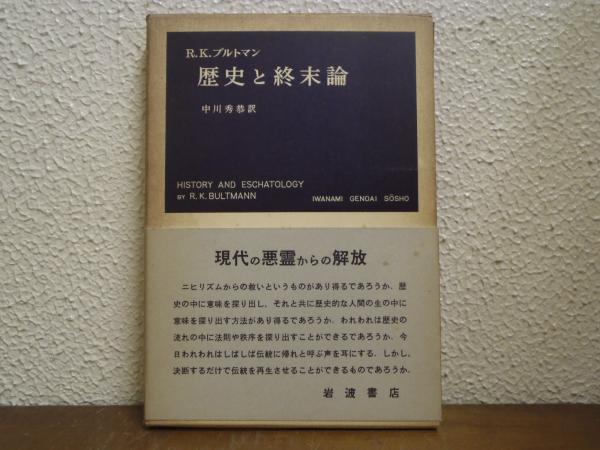 R.K.ブルトマン
歴史と終末論
中川秀恭訳
HISTORY AND ESCHATOLOGY
BY R.K.BULTMANN
IWANAMI GENDAI SŌSHO
現代の悪霊からの解放
ニヒリズムからの救いというものがあり得るであろうか．歴
史の中に意味を探り出し，それと共に歴史的な人間の生の中に
意味を探り出す方法があり得るであろうか．われわれは歴史の
流れの中に法則や秩序を探り出すことができるであろうか．今
日われわれはしばしば伝統に帰れと呼ぶ声を耳にする．しかし，
決断するだけで伝統を再生させることができるものであろうか．
岩波書店